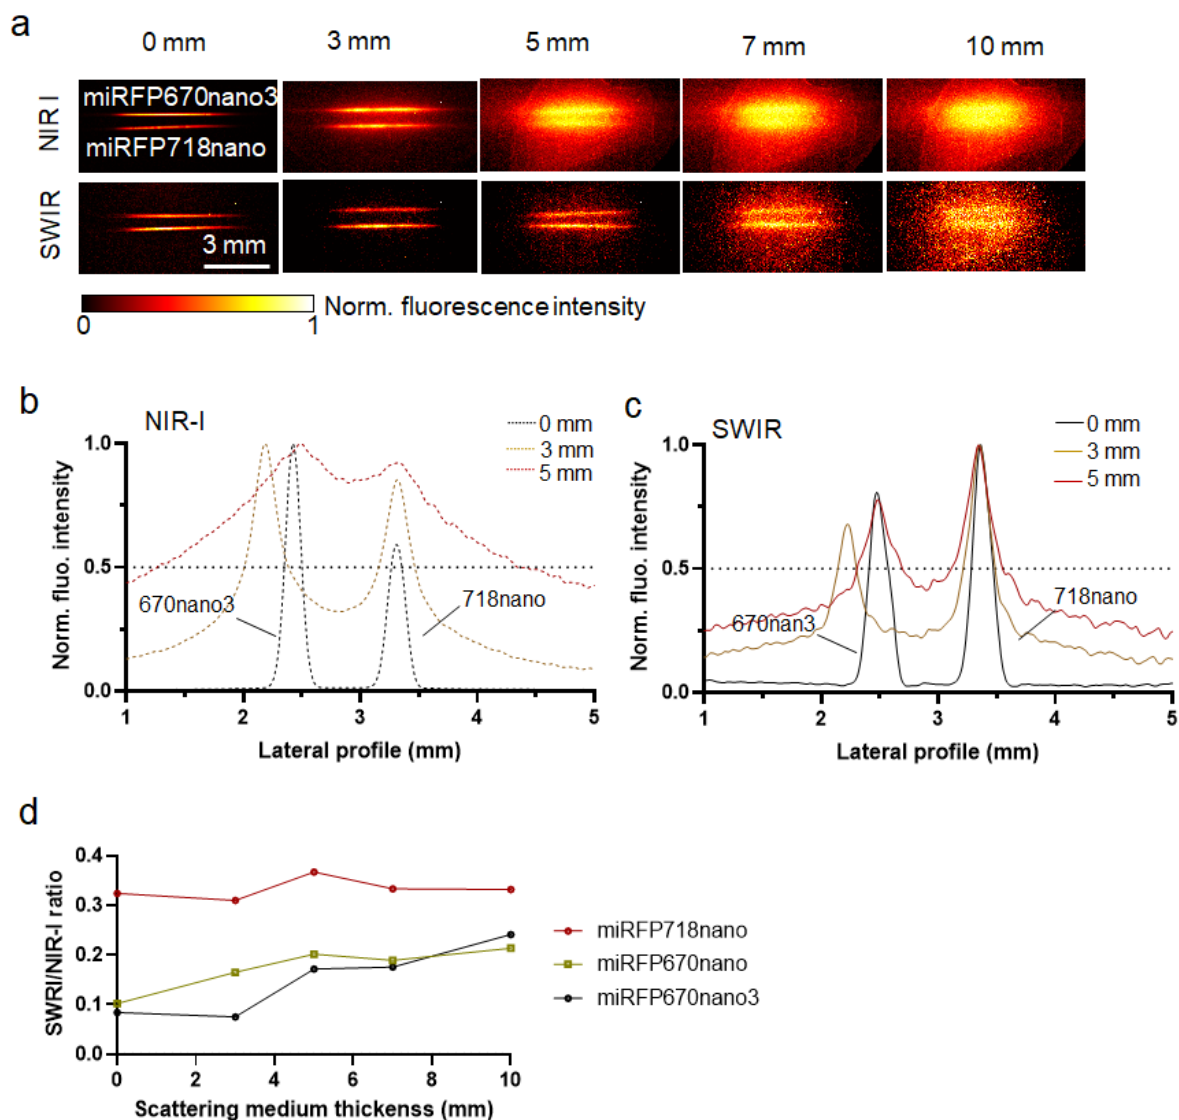 a
0 mm 3 mm 5 mm 7 mm 10 mm
NIR I
miRFP670nano3
miRFP718nano
SWIR
3 mm
0 1 Norm. fluorescence intensity
b
NIR-I
0 mm
3 mm
5 mm
Norm. fluo. intensity
1.0
0.5
0.0
670nano3
718nano
1 2 3 4 5
Lateral profile (mm)
c
SWIR
0 mm
3 mm
5 mm
Norm. fluo. intensity
1.0
0.5
0.0
670nan3
718nano
1 2 3 4 5
Lateral profile (mm)
d
SWRI/NIR-I ratio
0.4
0.3
0.2
0.1
0.0
0 2 4 6 8 10
Scattering medium thickenss (mm)
miRFP718nano
miRFP670nano
miRFP670nano3